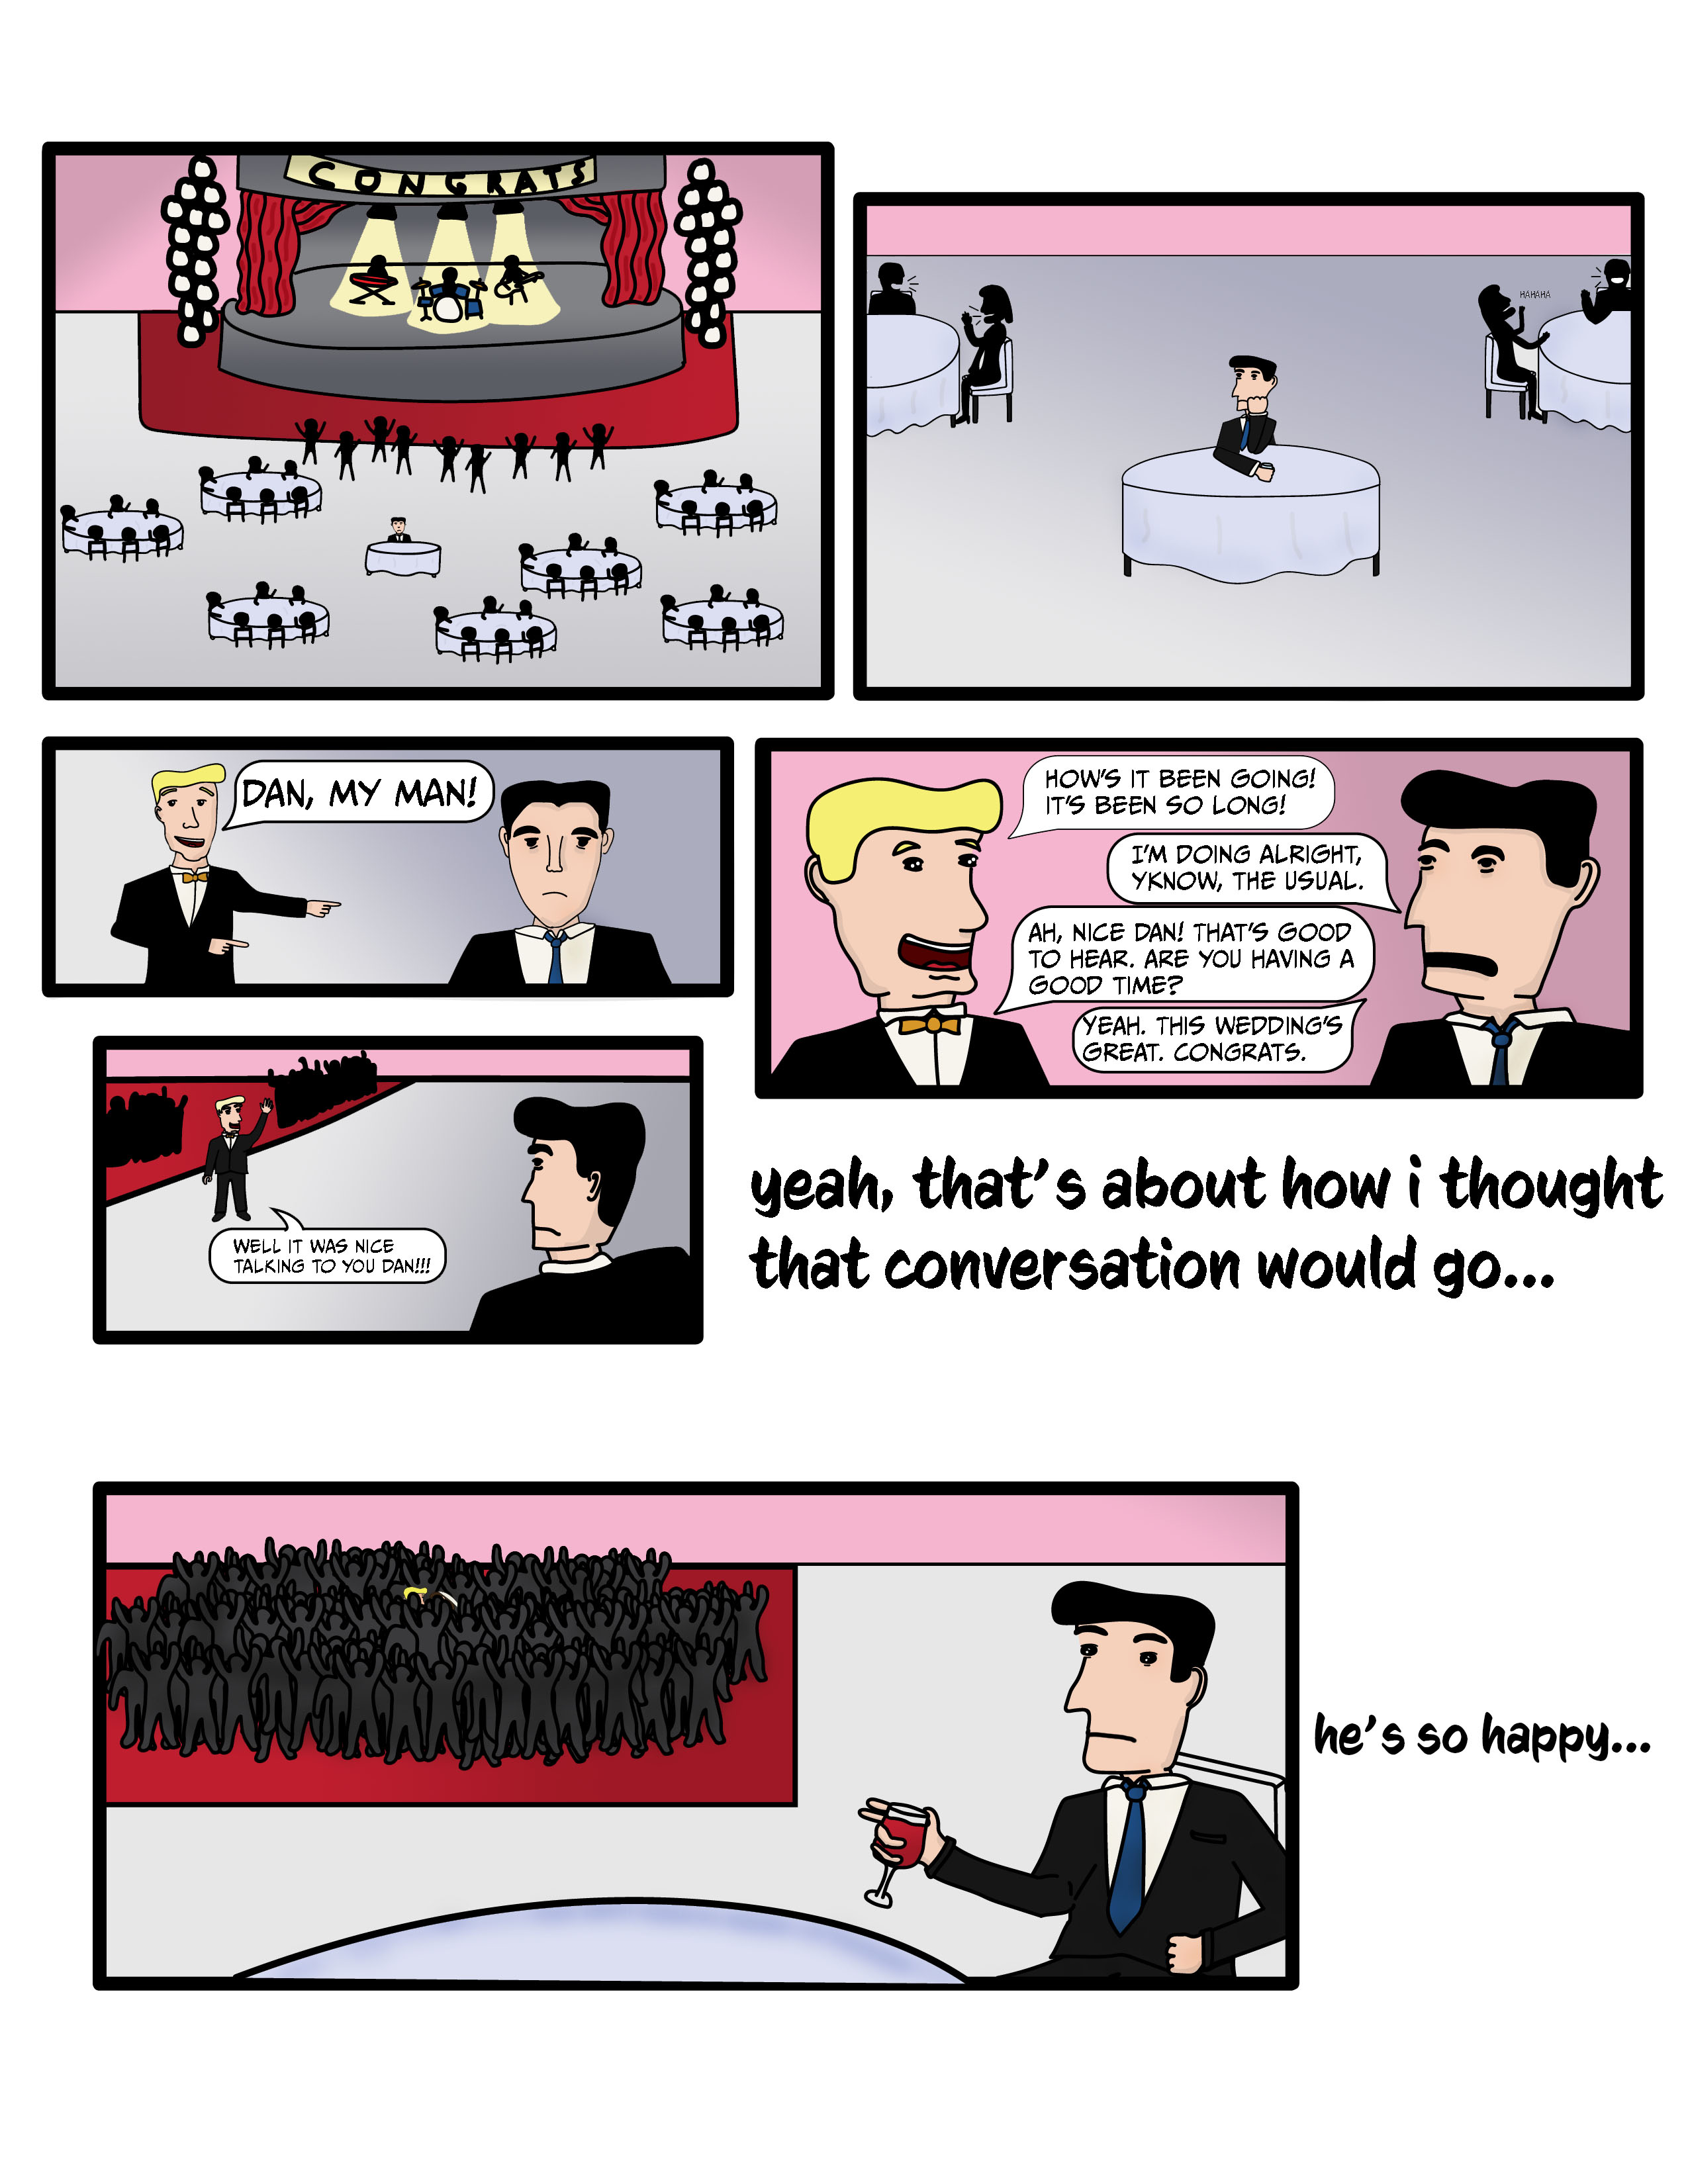 CONGRATS
HAHAHA
DAN, MY MAN!
HOW'S IT BEEN GOING!
IT'S BEEN SO LONG!
I'M DOING ALRIGHT,
YKNOW, THE USUAL.
AH, NICE DAN! THAT'S GOOD
TO HEAR. ARE YOU HAVING A
GOOD TIME?
YEAH. THIS WEDDING'S
GREAT. CONGRATS.
WELL IT WAS NICE
TALKING TO YOU DAN!!!
yeah, that's about how i thought
that conversation would go...
he's so happy...